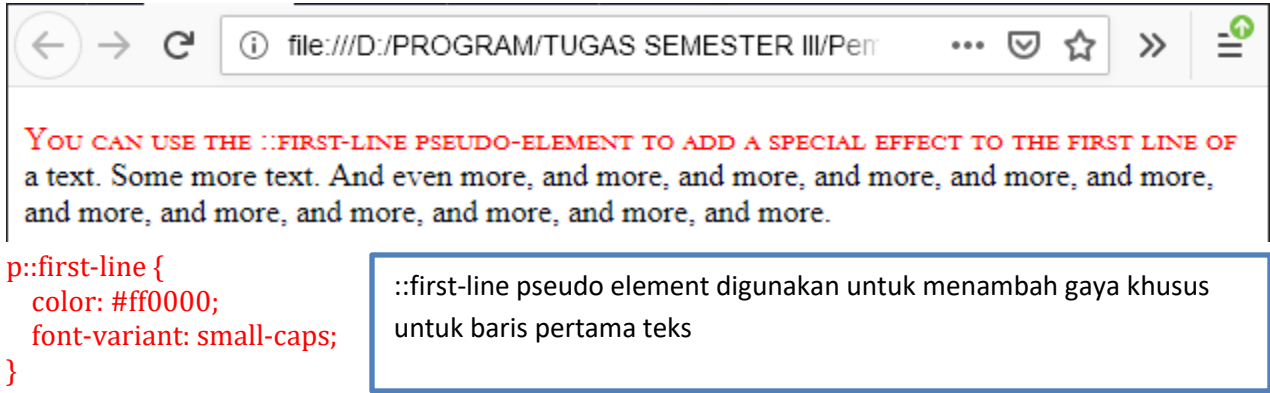 file:///D:/PROGRAM/TUGAS SEMESTER III/Pem
You can use the ::first-line pseudo-element to add a special effect to the first line of
a text. Some more text. And even more, and more, and more, and more, and more, and more,
and more, and more, and more, and more, and more, and more.
p::first-line {
color: #ff0000;
font-variant: small-caps;
}
::first-line pseudo element digunakan untuk menambah gaya khusus
untuk baris pertama teks